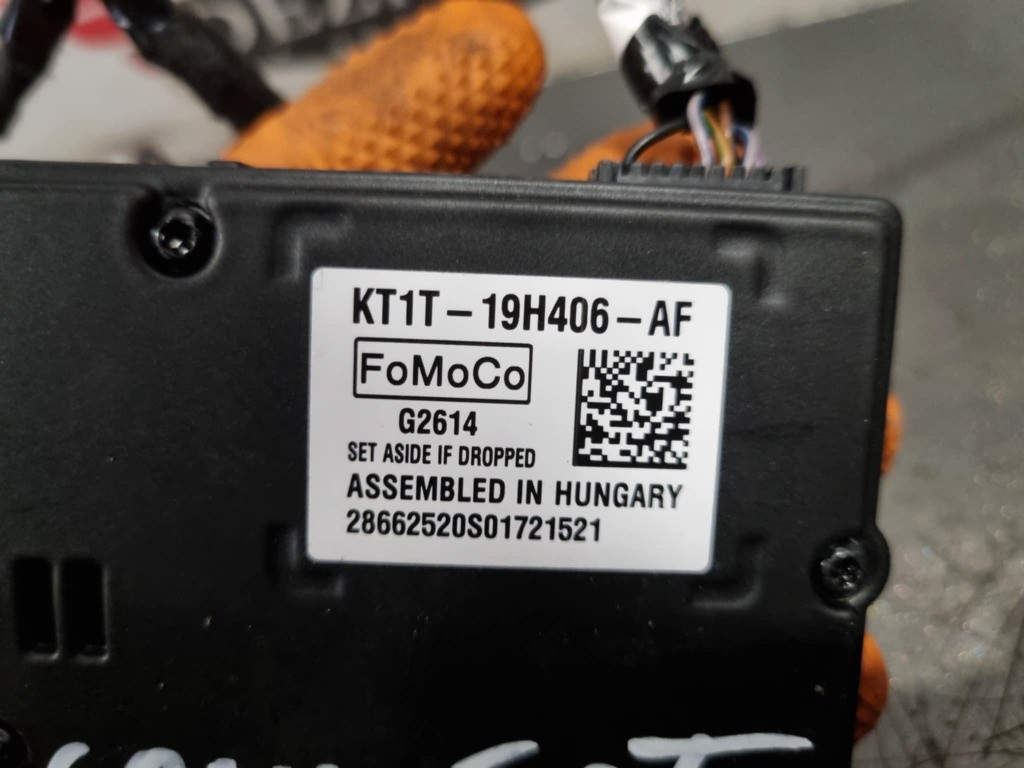 KT1T-19H406-AF
FoMoCo
G2614
SET ASIDE IF DROPPED
ASSEMBLED IN HUNGARY
28662520S01721521